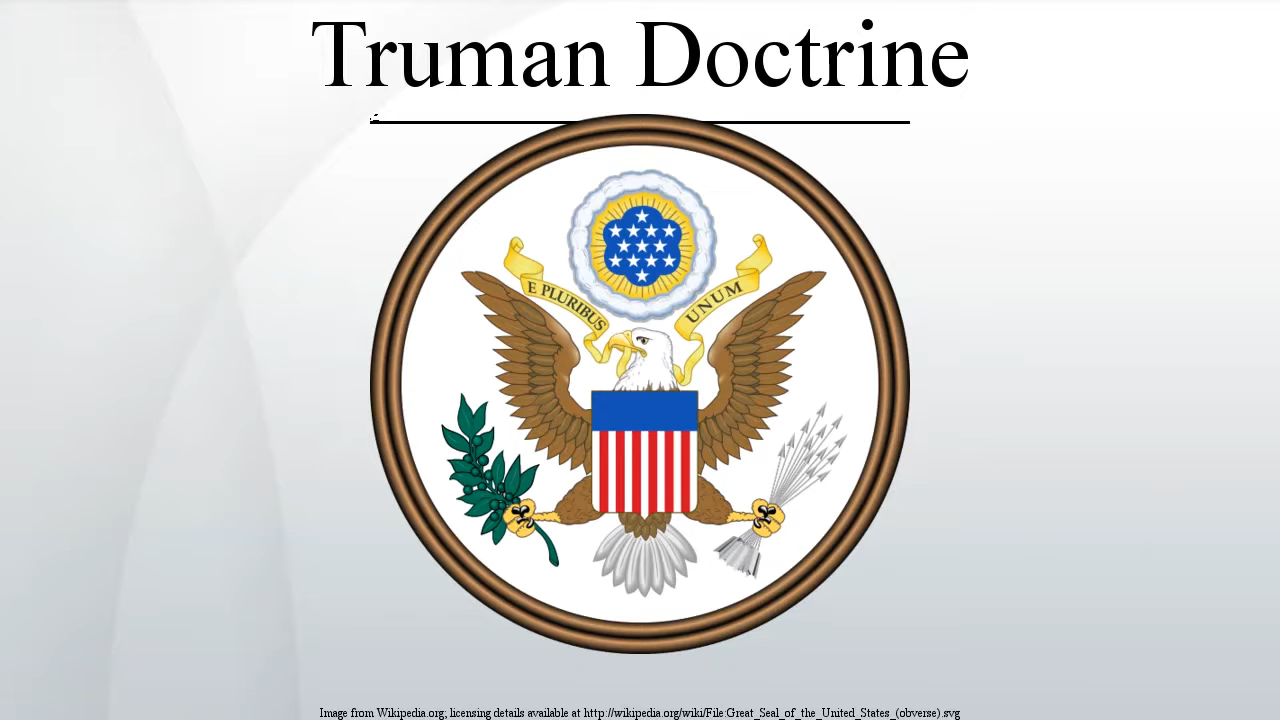 Truman Doctrine
E PLURIBUS UNUM
Image from Wikipedia.org; licensing details available at http://wikipedia.org/wiki/File:Great_Seal_of_the_United_States_(obverse).svg